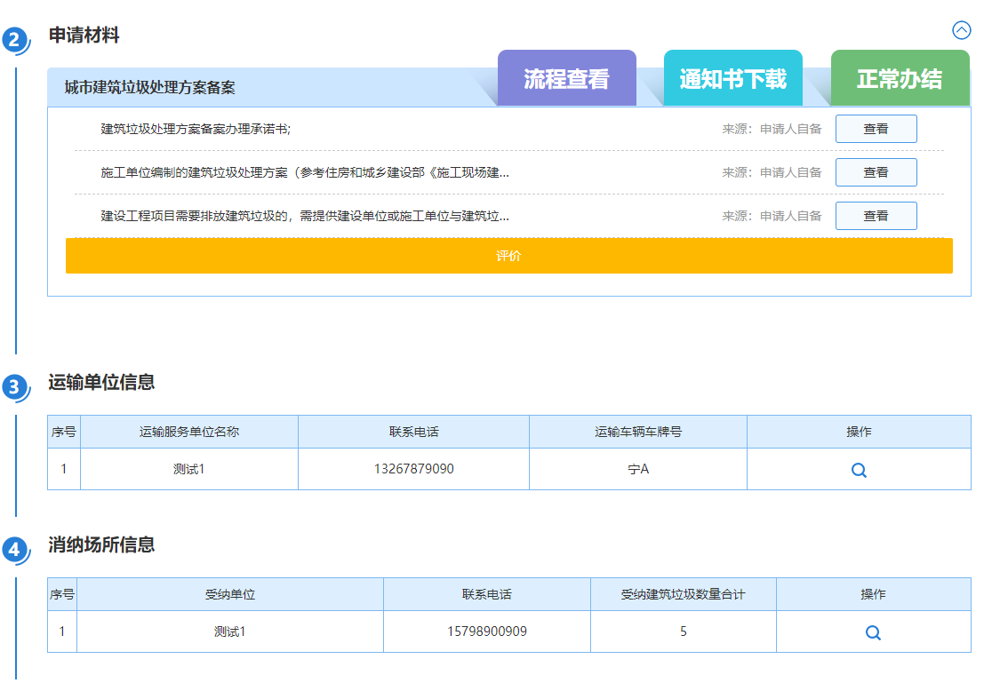 2 申请材料
城市建筑垃圾处理方案备案 流程查看 通知书下载 正常办结
建筑垃圾处理方案备案办理承诺书; 来源：申请人自备 查看
施工单位编制的建筑垃圾处理方案（参考住房和城乡建设部《施工现场建... 来源：申请人自备 查看
建设工程项目需要排放建筑垃圾的，需提供建设单位或施工单位与建筑垃... 来源：申请人自备 查看
评价
3 运输单位信息
序号 运输服务单位名称 联系电话 运输车辆车牌号 操作
1 测试1 13267879090 宁A
4 消纳场所信息
序号 受纳单位 联系电话 受纳建筑垃圾数量合计 操作
1 测试1 15798900909 5